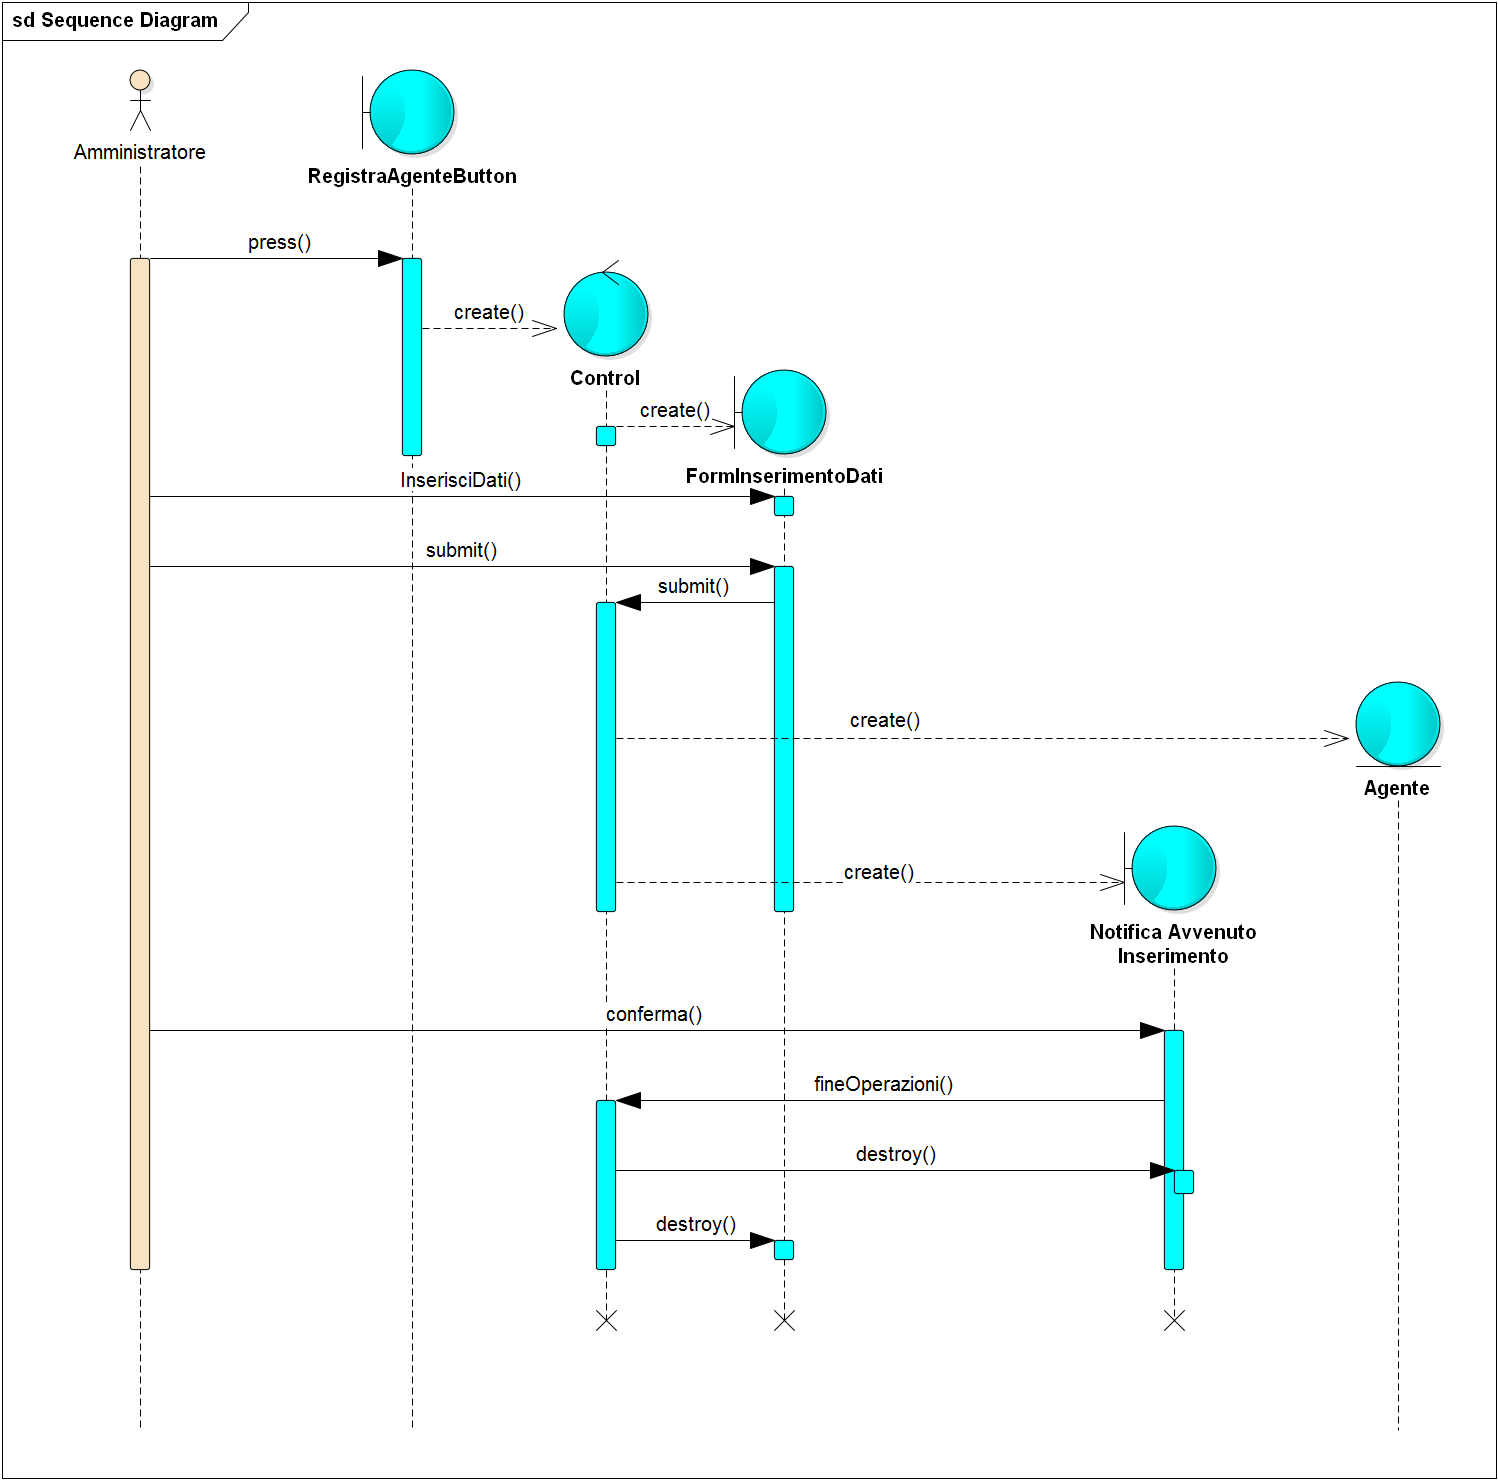 sd Sequence Diagram
Amministratore
RegistraAgenteButton
press()
create()
Control
create()
FormInserimentoDati
InserisciDati()
submit()
submit()
create()
Agente
create()
Notifica Avvenuto
Inserimento
conferma()
fineOperazioni()
destroy()
destroy()